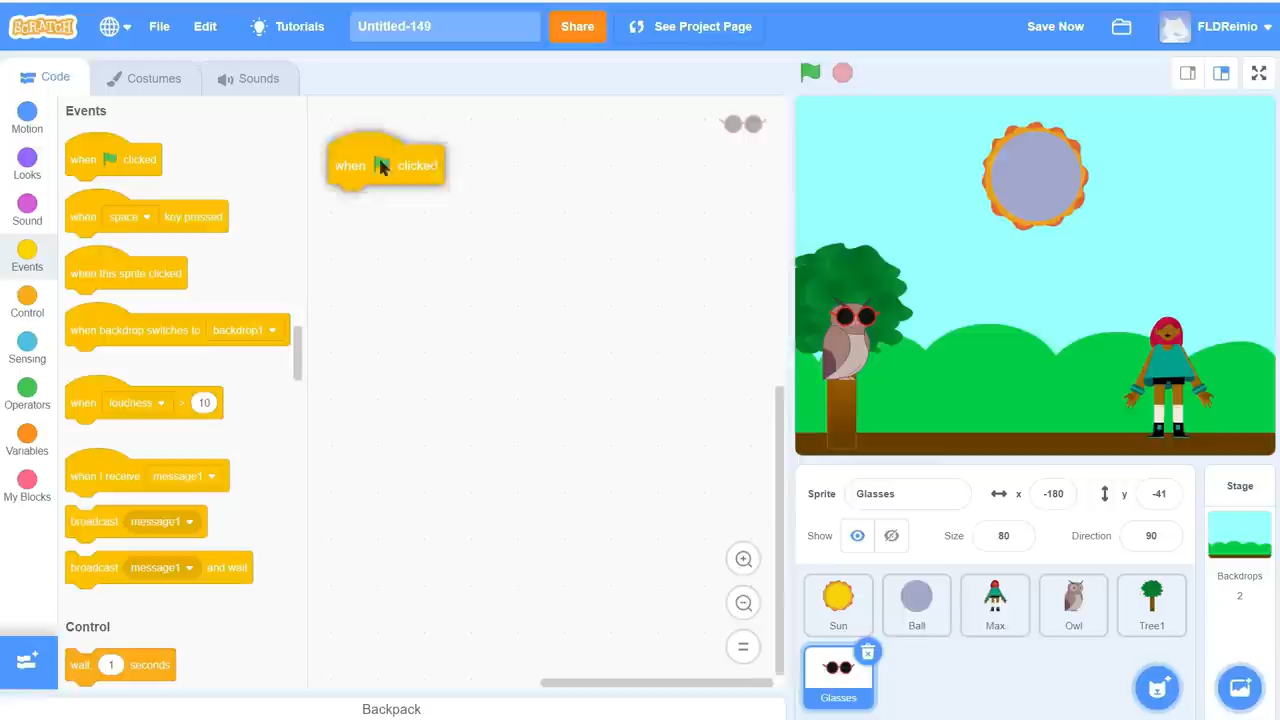 SCRATCH File Edit Tutorials Untitled-149 Share See Project Page Save Now FLDReinio
Code Costumes Sounds
Motion
Looks
Sound
Events
Control
Sensing
Operators
Variables
My Blocks
Events
when clicked
when space key pressed
when this sprite clicked
when backdrop switches to backdrop1
when loudness > 10
when I receive message1
broadcast message1
broadcast message1 and wait
Control
wait 1 seconds
when clicked
Backpack
Sprite Glasses x -180 y -41
Show Size 80 Direction 90
Sun Ball Max Owl Tree1
Glasses
Stage
Backdrops
2